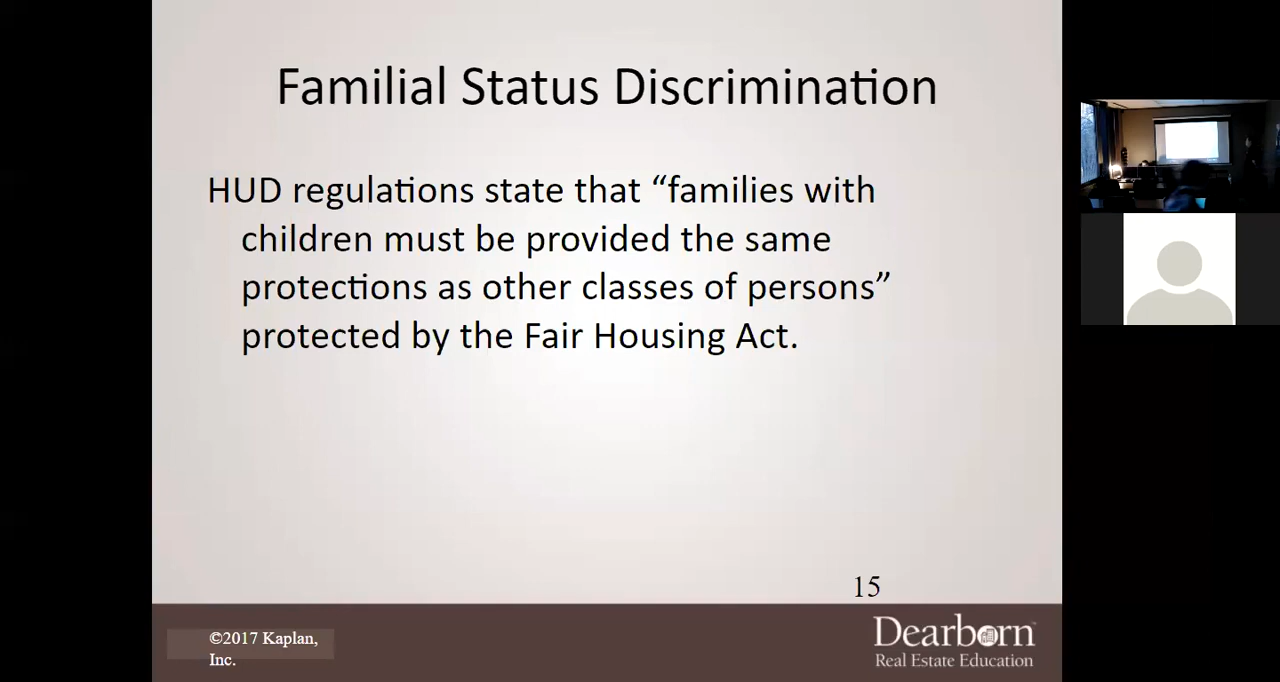 Familial Status Discrimination
HUD regulations state that “families with
children must be provided the same
protections as other classes of persons”
protected by the Fair Housing Act.
15
©2017 Kaplan,
Inc.
Dearborn™
Real Estate Education